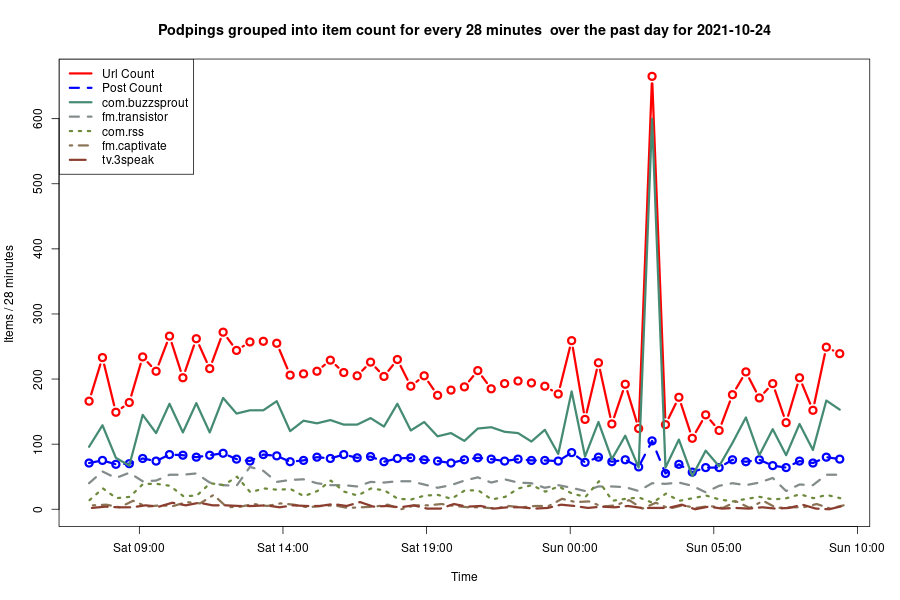 Podpings grouped into item count for every 28 minutes  over the past day for 2021-10-24
Url Count
Post Count
com.buzzsprout
fm.transistor
com.rss
fm.captivate
tv.3speak
Items / 28 minutes
600
500
400
300
200
100
0
Sat 09:00
Sat 14:00
Sat 19:00
Sun 00:00
Sun 05:00
Sun 10:00
Time